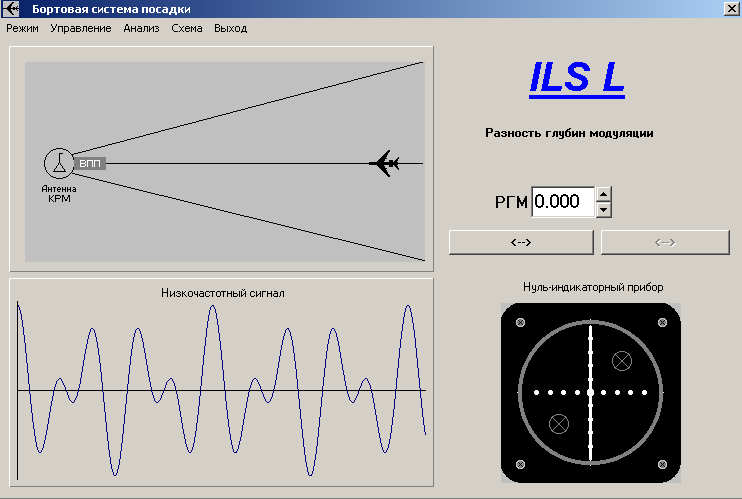 Бортовая система посадки
Режим Управление Анализ Схема Выход
ILS L
Разность глубин модуляции
ВПП
Антенна
КРМ
РГМ 0.000
<--> <-->
Низкочастотный сигнал
Нуль-индикаторный прибор